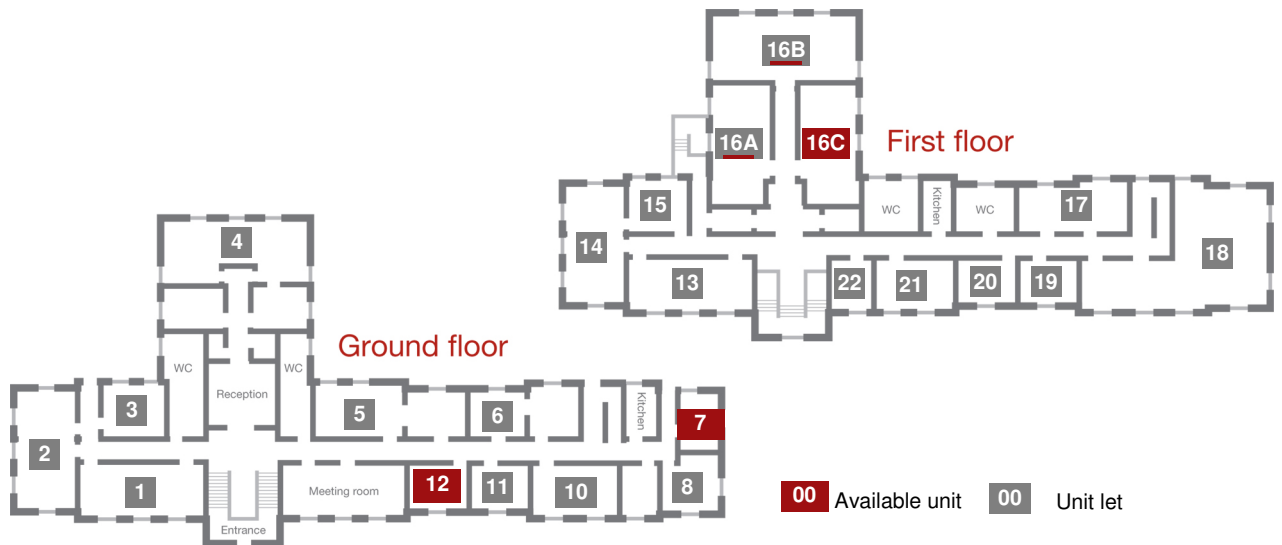 16B
16A
16C
First floor
15
WC
Kitchen
WC
17
14
18
13
22
21
20
19
4
Ground floor
WC
Reception
WC
3
5
6
Kitchen
7
2
1
Meeting room
12
11
10
8
Entrance
00 Available unit
00 Unit let